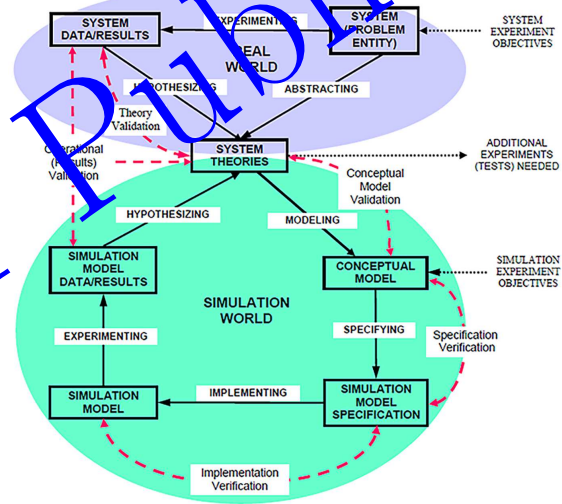 SYSTEM
DATA/RESULTS
EXPERIMENTING
SYSTEM
(PROBLEM
ENTITY)
SYSTEM
EXPERIMENT
OBJECTIVES
REAL
WORLD
HYPOTHESIZING
ABSTRACTING
Theory
Validation
Operational
(Results)
Validation
SYSTEM
THEORIES
ADDITIONAL
EXPERIMENTS
(TESTS) NEEDED
Conceptual
Model
Validation
HYPOTHESIZING
MODELING
SIMULATION
MODEL
DATA/RESULTS
CONCEPTUAL
MODEL
SIMULATION
EXPERIMENT
OBJECTIVES
SIMULATION
WORLD
EXPERIMENTING
SPECIFYING
Specification
Verification
SIMULATION
MODEL
IMPLEMENTING
SIMULATION
MODEL
SPECIFICATION
Implementation
Verification
Publ